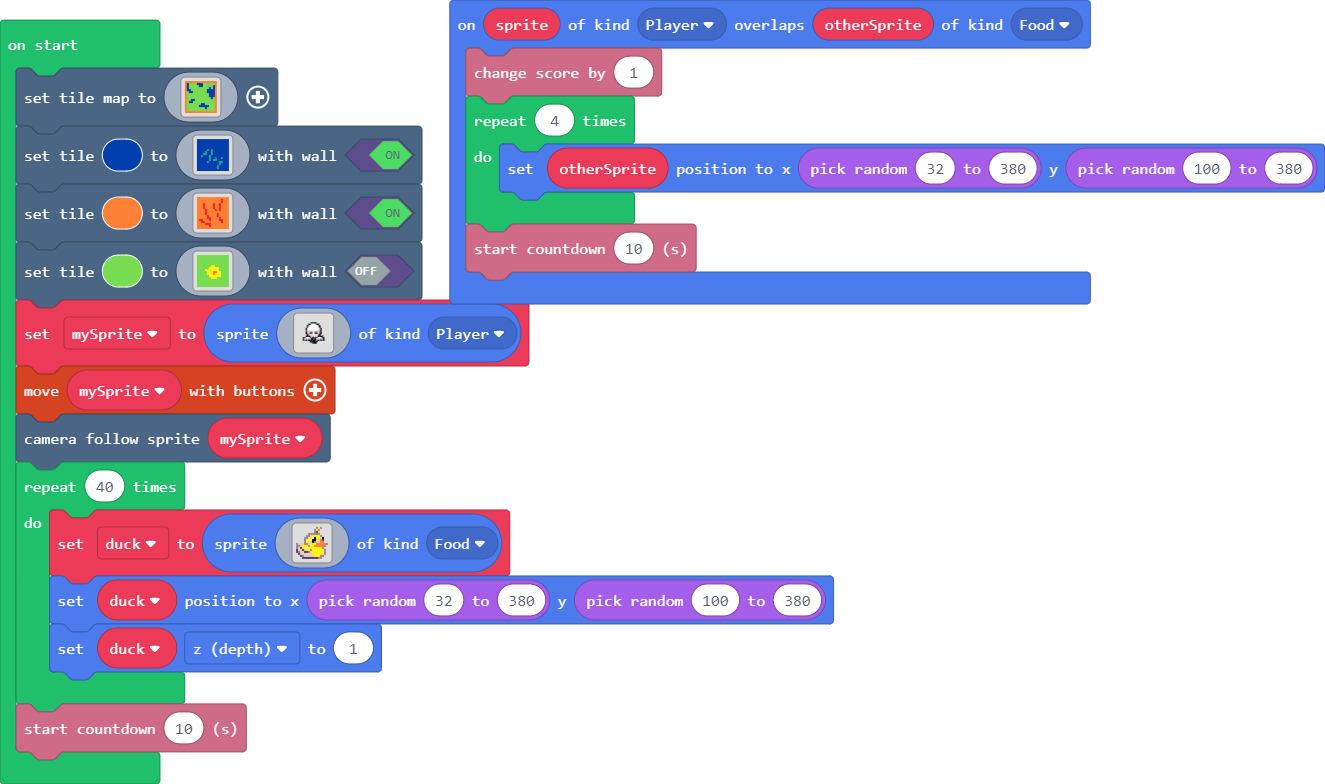 on start
set tile map to
set tile to with wall ON
set tile to with wall ON
set tile to with wall OFF
set mySprite to sprite of kind Player
move mySprite with buttons
camera follow sprite mySprite
repeat 40 times
do
set duck to sprite of kind Food
set duck position to x pick random 32 to 380 y pick random 100 to 380
set duck z (depth) to 1
start countdown 10 (s)
on sprite of kind Player overlaps otherSprite of kind Food
change score by 1
repeat 4 times
do
set otherSprite position to x pick random 32 to 380 y pick random 100 to 380
start countdown 10 (s)